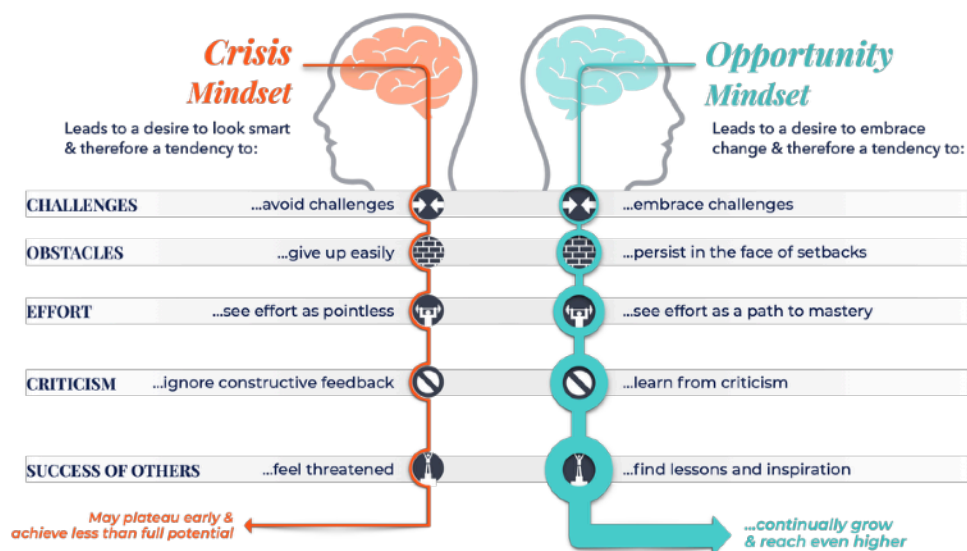 Crisis
Mindset
Leads to a desire to look smart
& therefore a tendency to:
Opportunity
Mindset
Leads to a desire to embrace
change & therefore a tendency to:
CHALLENGES ...avoid challenges ...embrace challenges
OBSTACLES ...give up easily ...persist in the face of setbacks
EFFORT ...see effort as pointless ...see effort as a path to mastery
CRITICISM ...ignore constructive feedback ...learn from criticism
SUCCESS OF OTHERS ...feel threatened ...find lessons and inspiration
May plateau early &
achieve less than full potential
...continually grow
& reach even higher